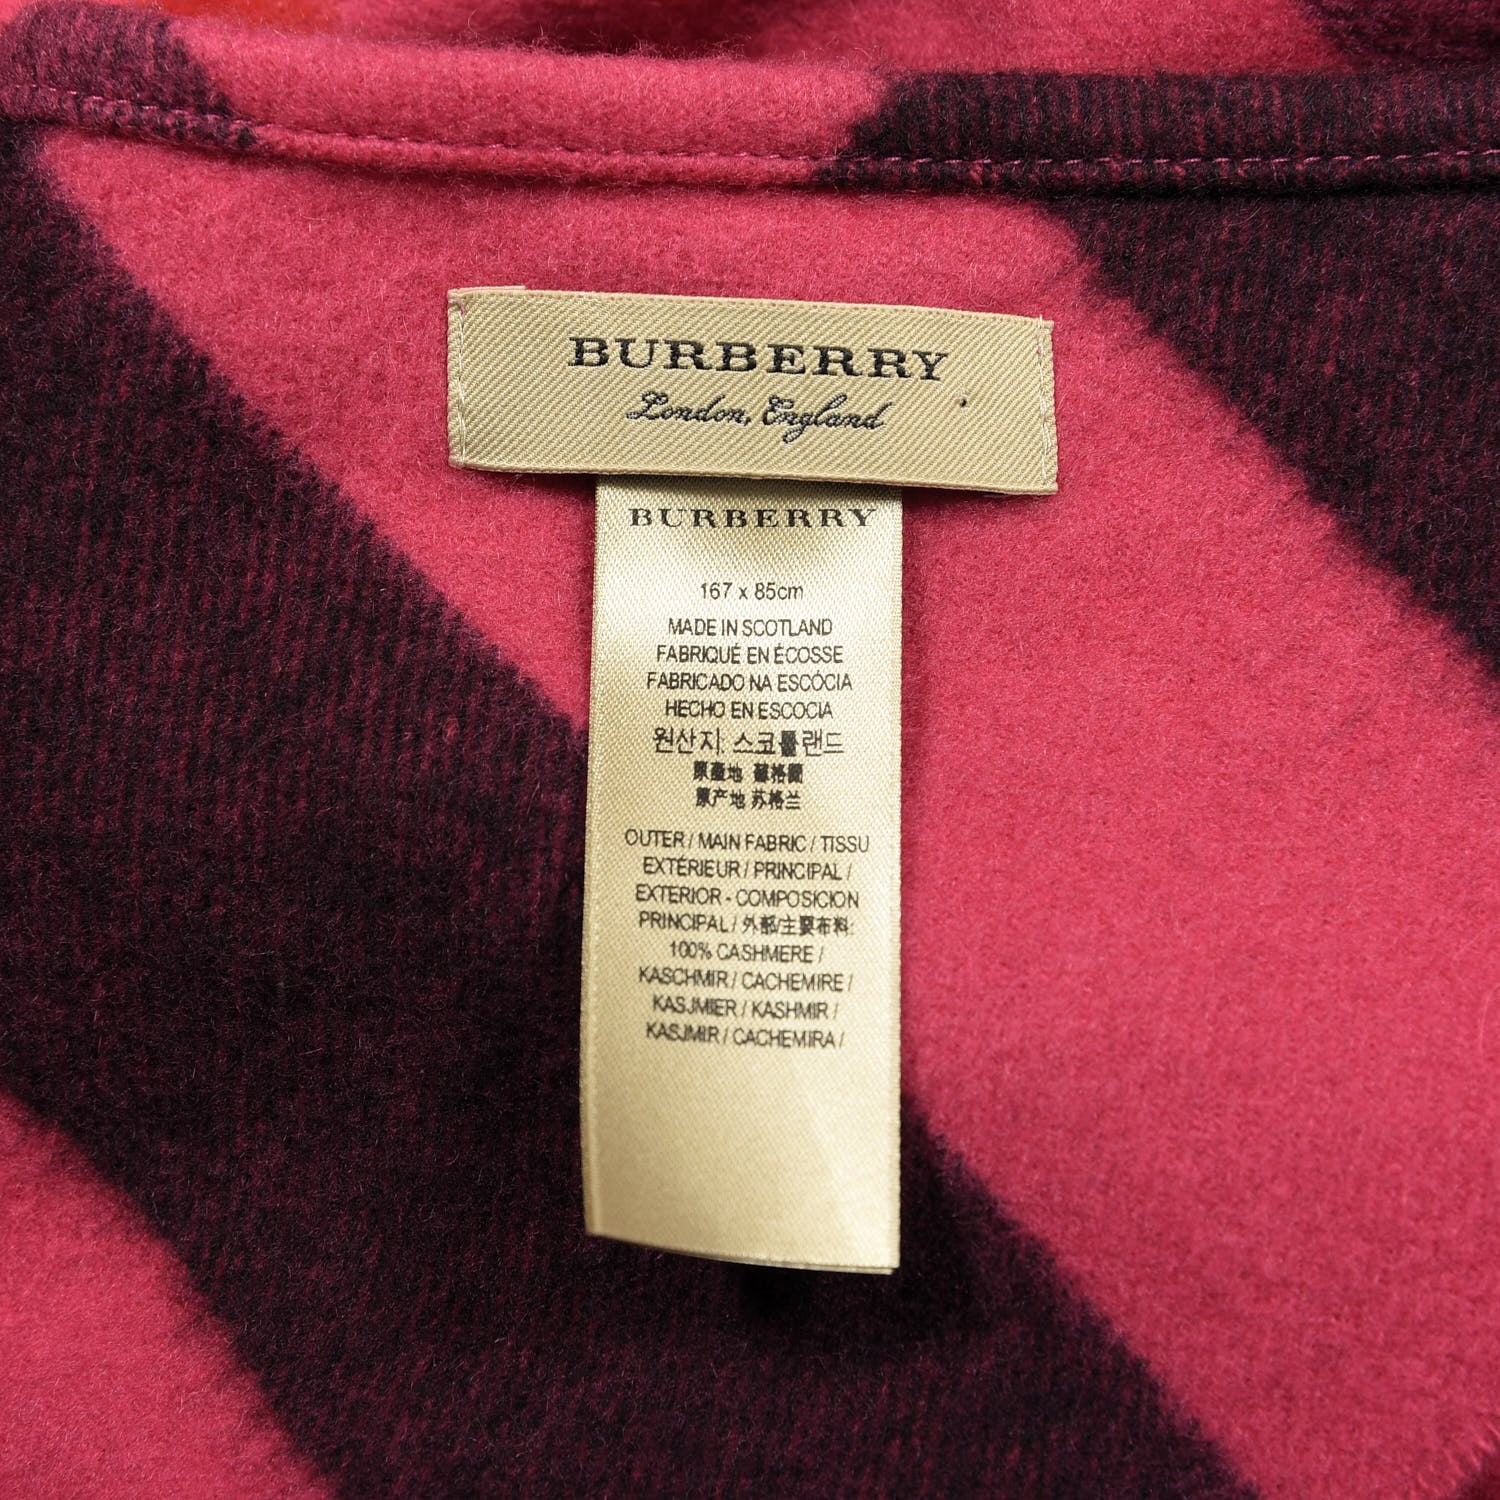 BURBERRY
London, England
BURBERRY
167 x 85cm
MADE IN SCOTLAND
FABRIQUÉ EN ÉCOSSE
FABRICADO NA ESCÓCIA
HECHO EN ESCOCIA
원산지. 스코틀랜드
原產地 蘇格蘭
原产地 苏格兰
OUTER / MAIN FABRIC / TISSU
EXTÉRIEUR / PRINCIPAL /
EXTERIOR - COMPOSICION
PRINCIPAL / 外部/主要布料:
100% CASHMERE /
KASCHMIR / CACHEMIRE /
KASJMIER / KASHMIR /
KASJMIR / CACHEMIRA /